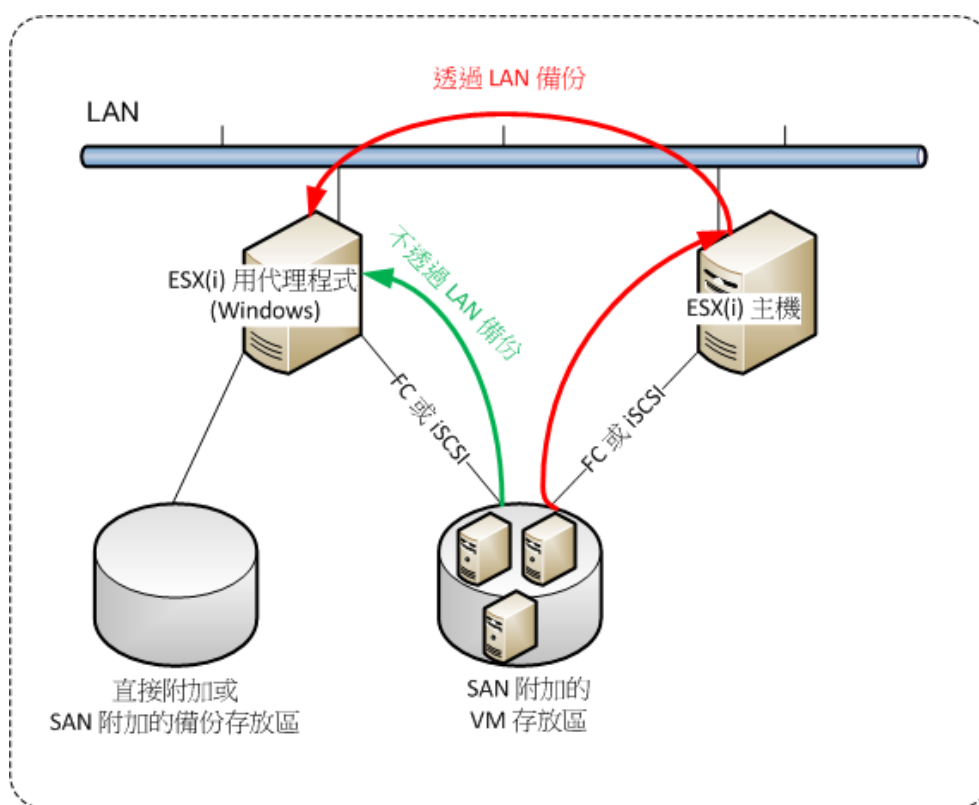 透過 LAN 備份
LAN
ESX(i) 用代理程式
(Windows)
不透過 LAN 備份
ESX(i) 主機
FC 或 iSCSI
FC 或 iSCSI
直接附加或
SAN 附加的備份存放區
SAN 附加的
VM 存放區